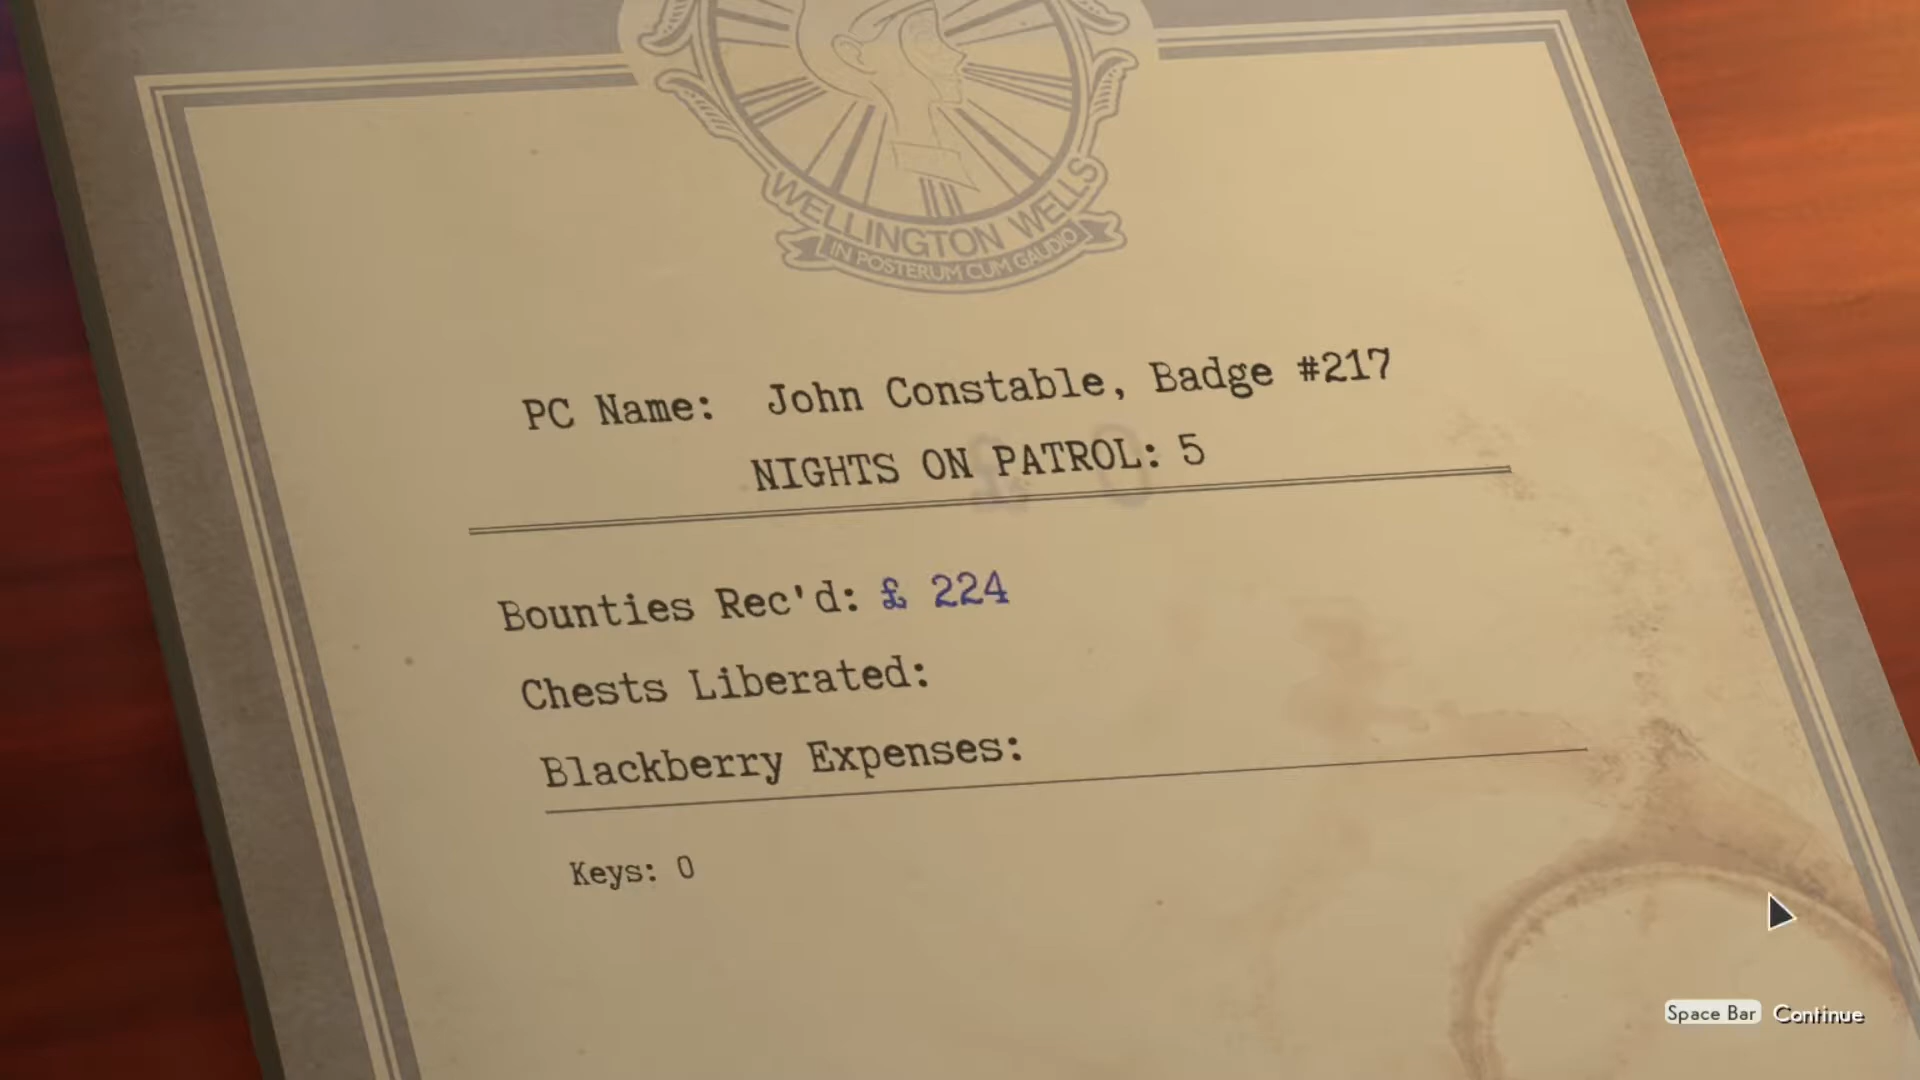 WELLINGTON WELLS
IN POSTERUM CUM GAUDIO
PC Name: John Constable, Badge #217
NIGHTS ON PATROL: 5
£ 0
Bounties Rec'd: £ 224
Chests Liberated:
Blackberry Expenses:
Keys: 0
Space Bar Continue